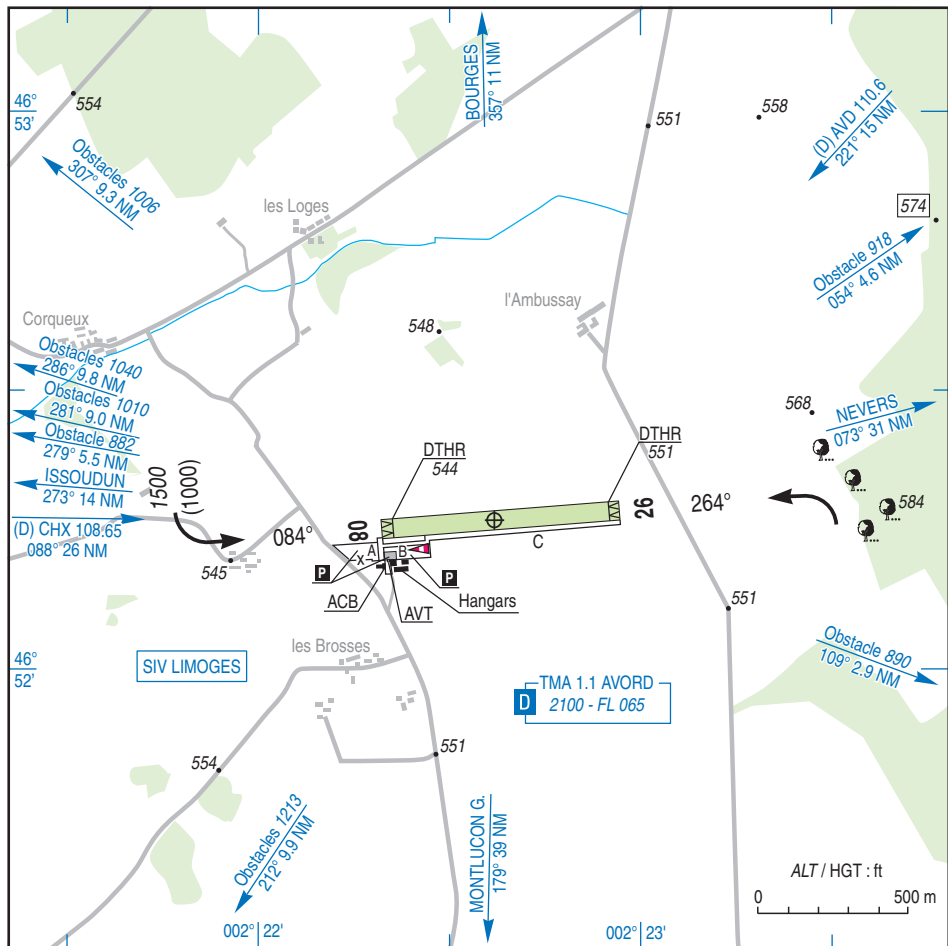 46°
53'
554
Obstacles 1006
307° 9.3 NM
BOURGES
357° 11 NM
551
558
(D) AVD 110.6
221° 15 NM
574
Obstacle 918
054° 4.6 NM
les Loges
l'Ambussay
548
Corqueux
Obstacles 1040
286° 9.8 NM
Obstacles 1010
281° 9.0 NM
Obstacle 882
279° 5.5 NM
ISSOUDUN
273° 14 NM
(D) CHX 108.65
088° 26 NM
1500
(1000)
568
NEVERS
073° 31 NM
584
DTHR
544
DTHR
551
084°
08
26
264°
A
B
C
x
P
P
545
ACB
AVT
Hangars
551
les Brosses
46°
52'
SIV LIMOGES
TMA 1.1 AVORD
D
2100 - FL 065
Obstacle 890
109° 2.9 NM
554
551
Obstacles 1213
212° 9.9 NM
MONTLUCON G.
179° 39 NM
ALT / HGT : ft
0
500 m
002° 22'
002° 23'